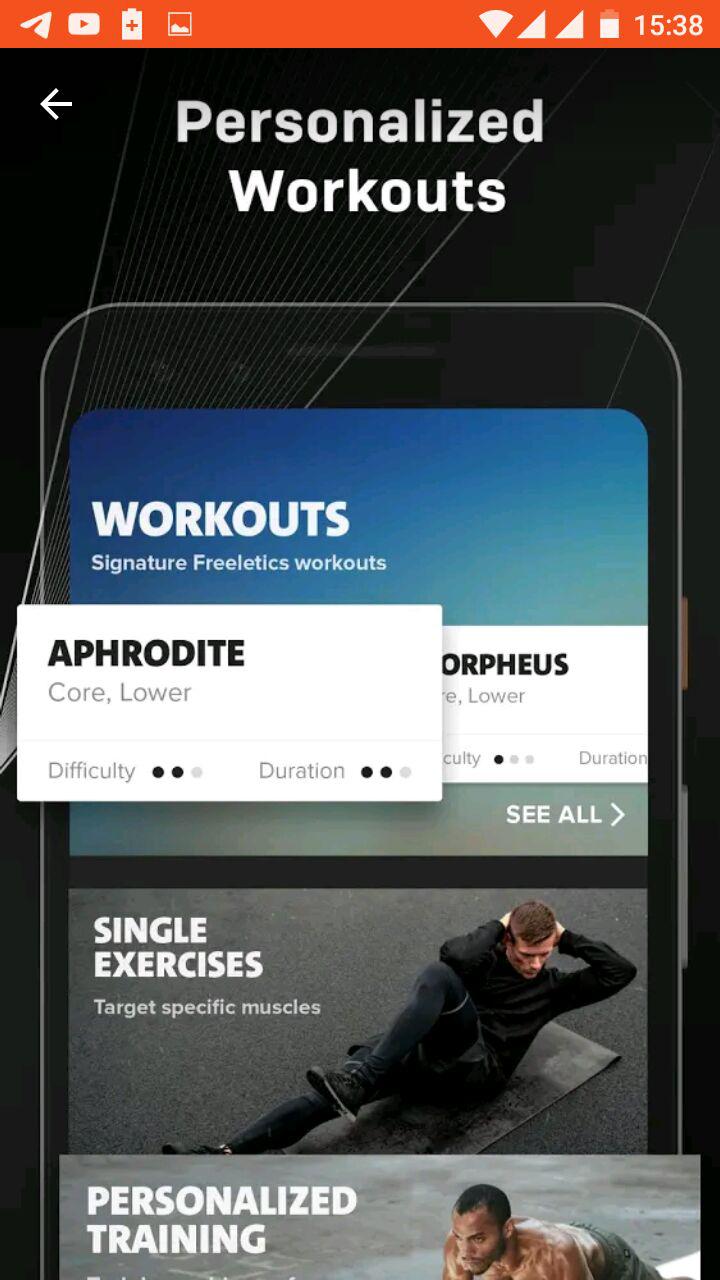 15:38
Personalized
Workouts
WORKOUTS
Signature Freeletics workouts
APHRODITE
Core, Lower
Difficulty
Duration
ORPHEUS
re, Lower
culty
Duration
SEE ALL
SINGLE
EXERCISES
Target specific muscles
PERSONALIZED
TRAINING